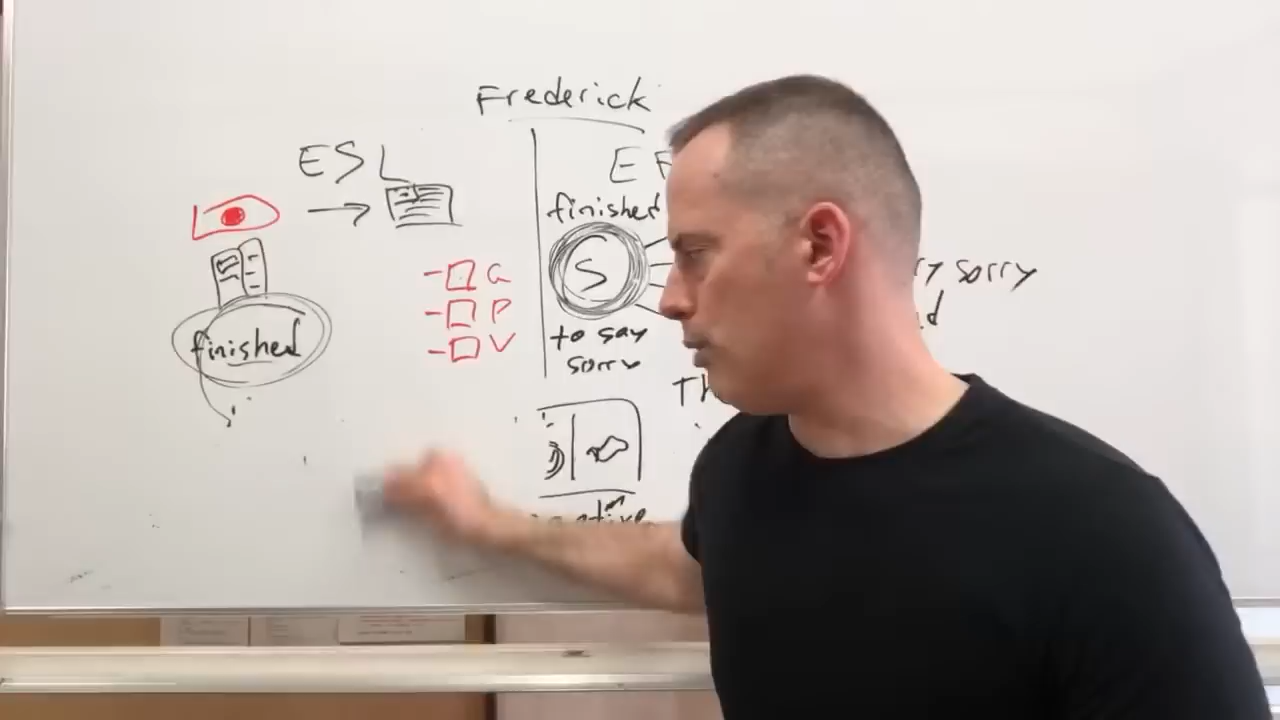 Frederick
ESL
E F
finished
S
G
P
V
finished
to say
sorry
sorry
Th